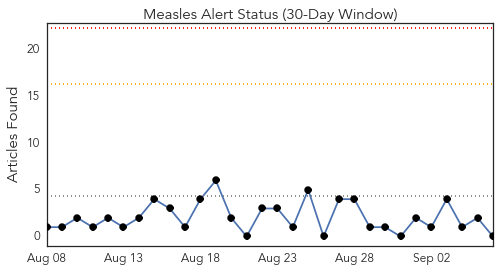 Measles Alert Status (30-Day Window)
Articles Found
20
15
10
5
0
Aug 08 Aug 13 Aug 18 Aug 23 Aug 28 Sep 02